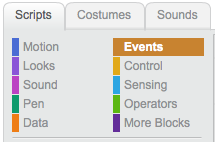 Scripts Costumes Sounds
Motion Events
Looks Control
Sound Sensing
Pen Operators
Data More Blocks